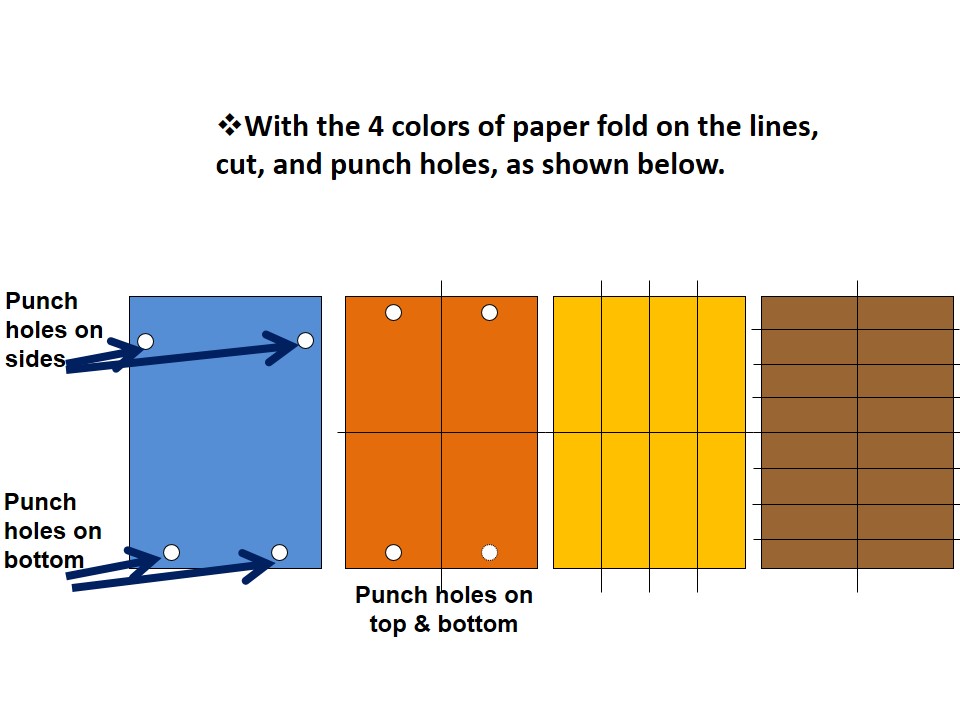 ❖With the 4 colors of paper fold on the lines,
cut, and punch holes, as shown below.
Punch
holes on
sides
Punch
holes on
bottom
Punch holes on
top & bottom